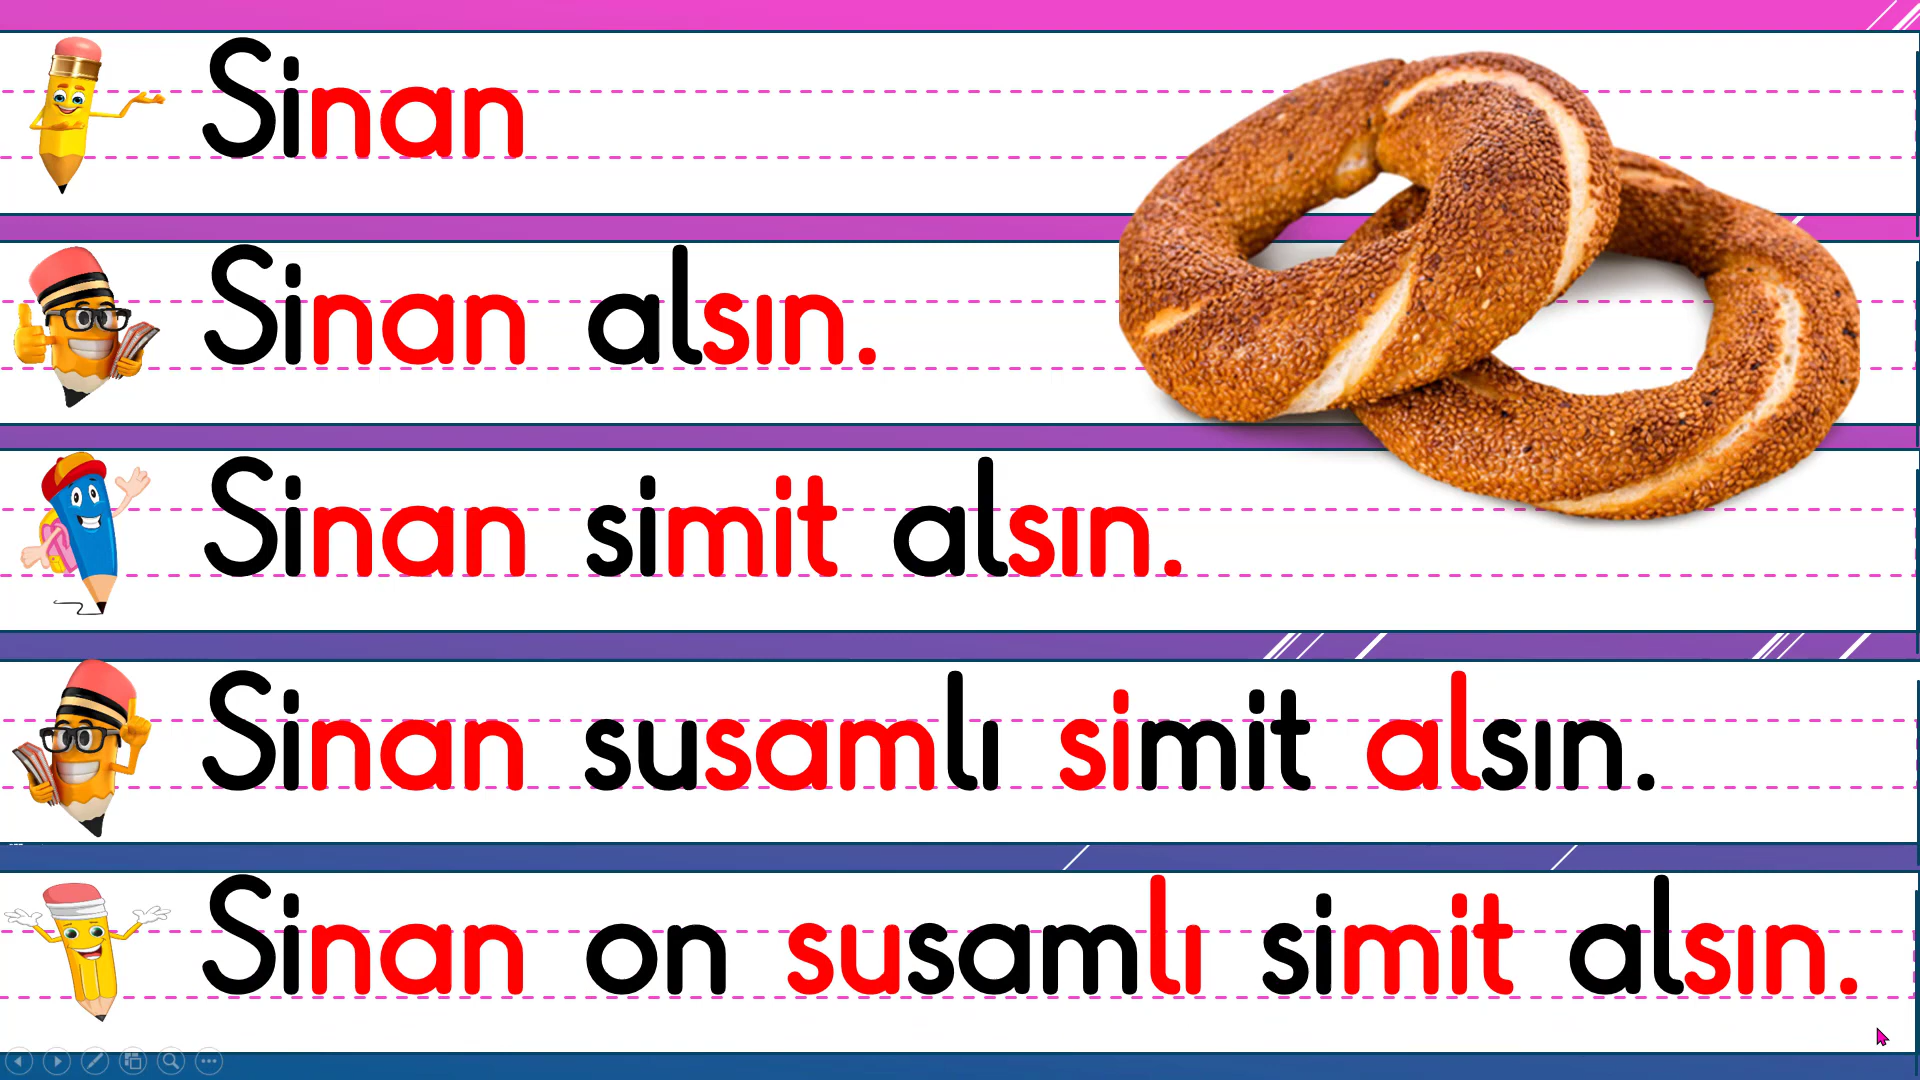 Sinan
Sinan alsın.
Sinan simit alsın.
Sinan susamlı simit alsın.
Sinan on susamlı simit alsın.